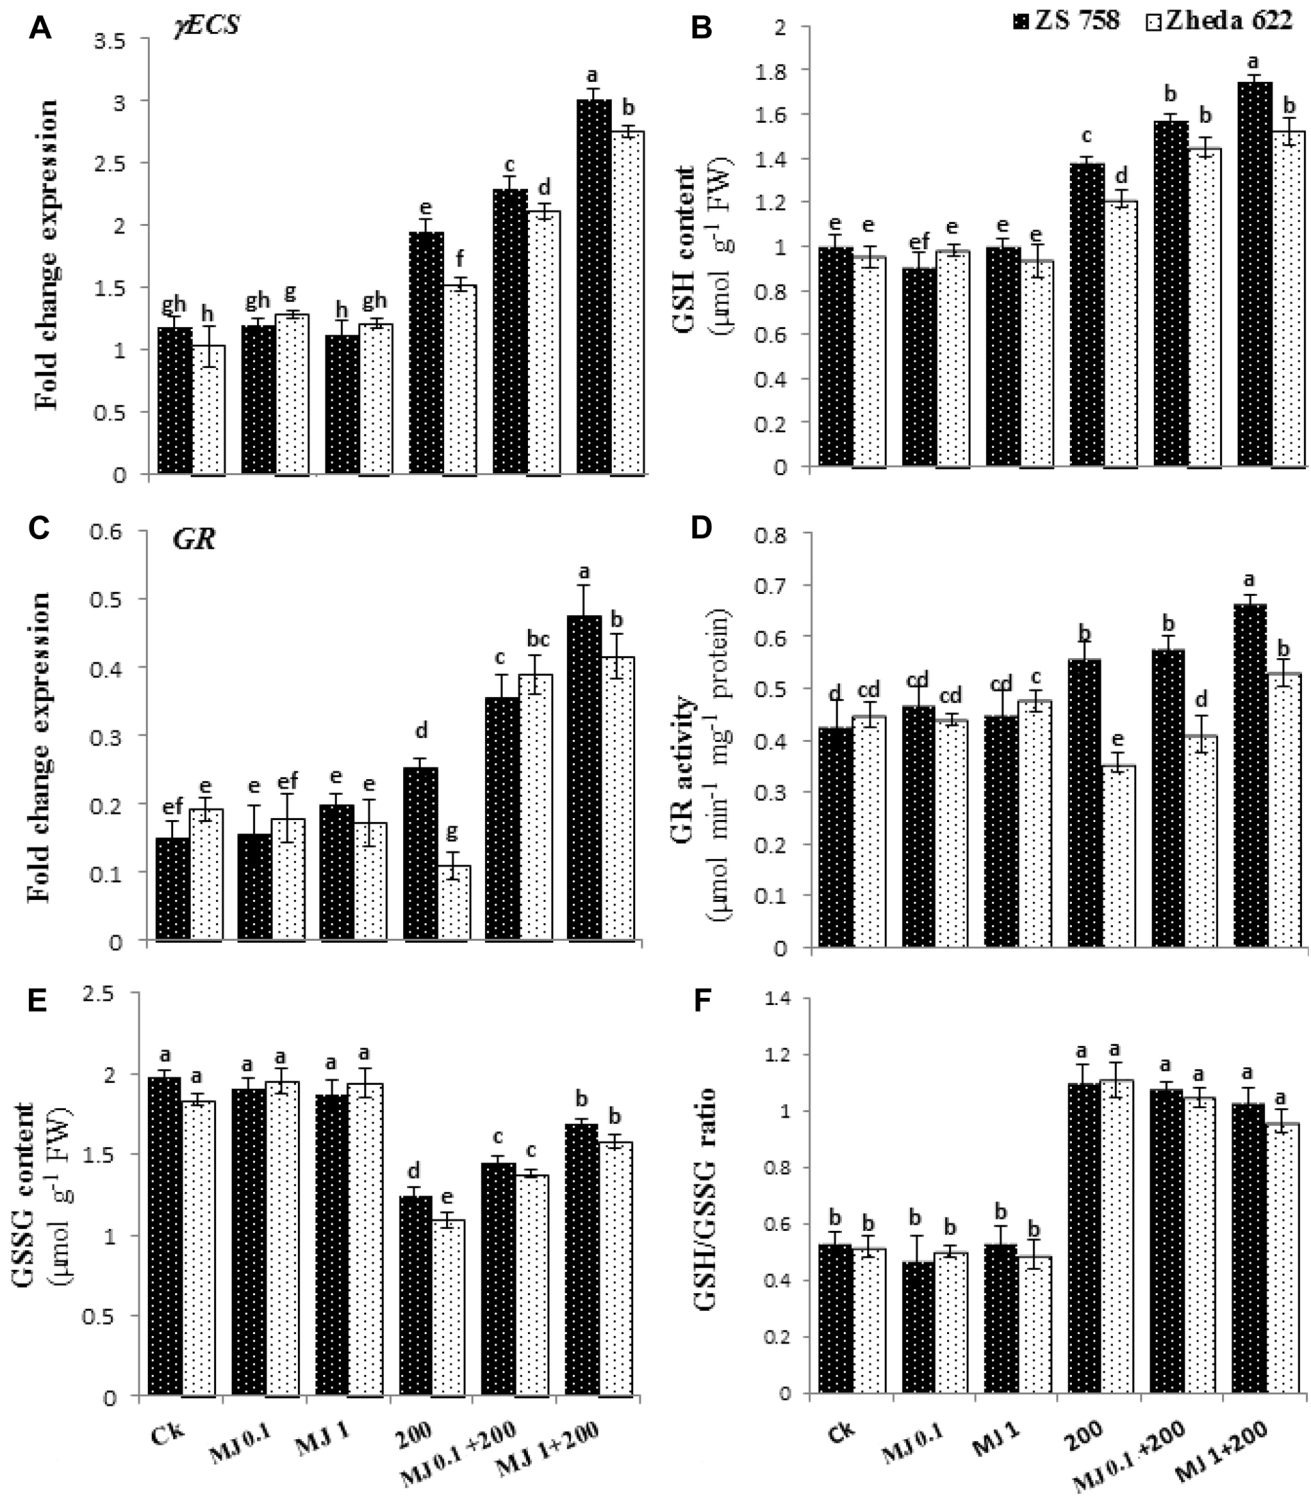 A
γECS
Fold change expression
3.5
3
2.5
2
1.5
1
0.5
0
gh h gh g h gh e f c d a b
B
ZS 758 Zheda 622
GSH content
(µmol g-1 FW)
2
1.8
1.6
1.4
1.2
1
0.8
0.6
0.4
0.2
0
e e ef e e e c d b b a b
C
GR
Fold change expression
0.6
0.5
0.4
0.3
0.2
0.1
0
ef e e ef e e d g c bc a b
D
GR activity
(µmol min-1 mg-1 protein)
0.8
0.7
0.6
0.5
0.4
0.3
0.2
0.1
0
d cd cd cd cd c b e b d a b
E
GSSG content
(µmol g-1 FW)
2.5
2
1.5
1
0.5
0
a a a a a a d e c c b b
Ck MJ 0.1 MJ 1 200 MJ 0.1 +200 MJ 1+200
F
GSH/GSSG ratio
1.4
1.2
1
0.8
0.6
0.4
0.2
0
b b b b b b a a a a a a
Ck MJ 0.1 MJ 1 200 MJ 0.1 +200 MJ 1+200